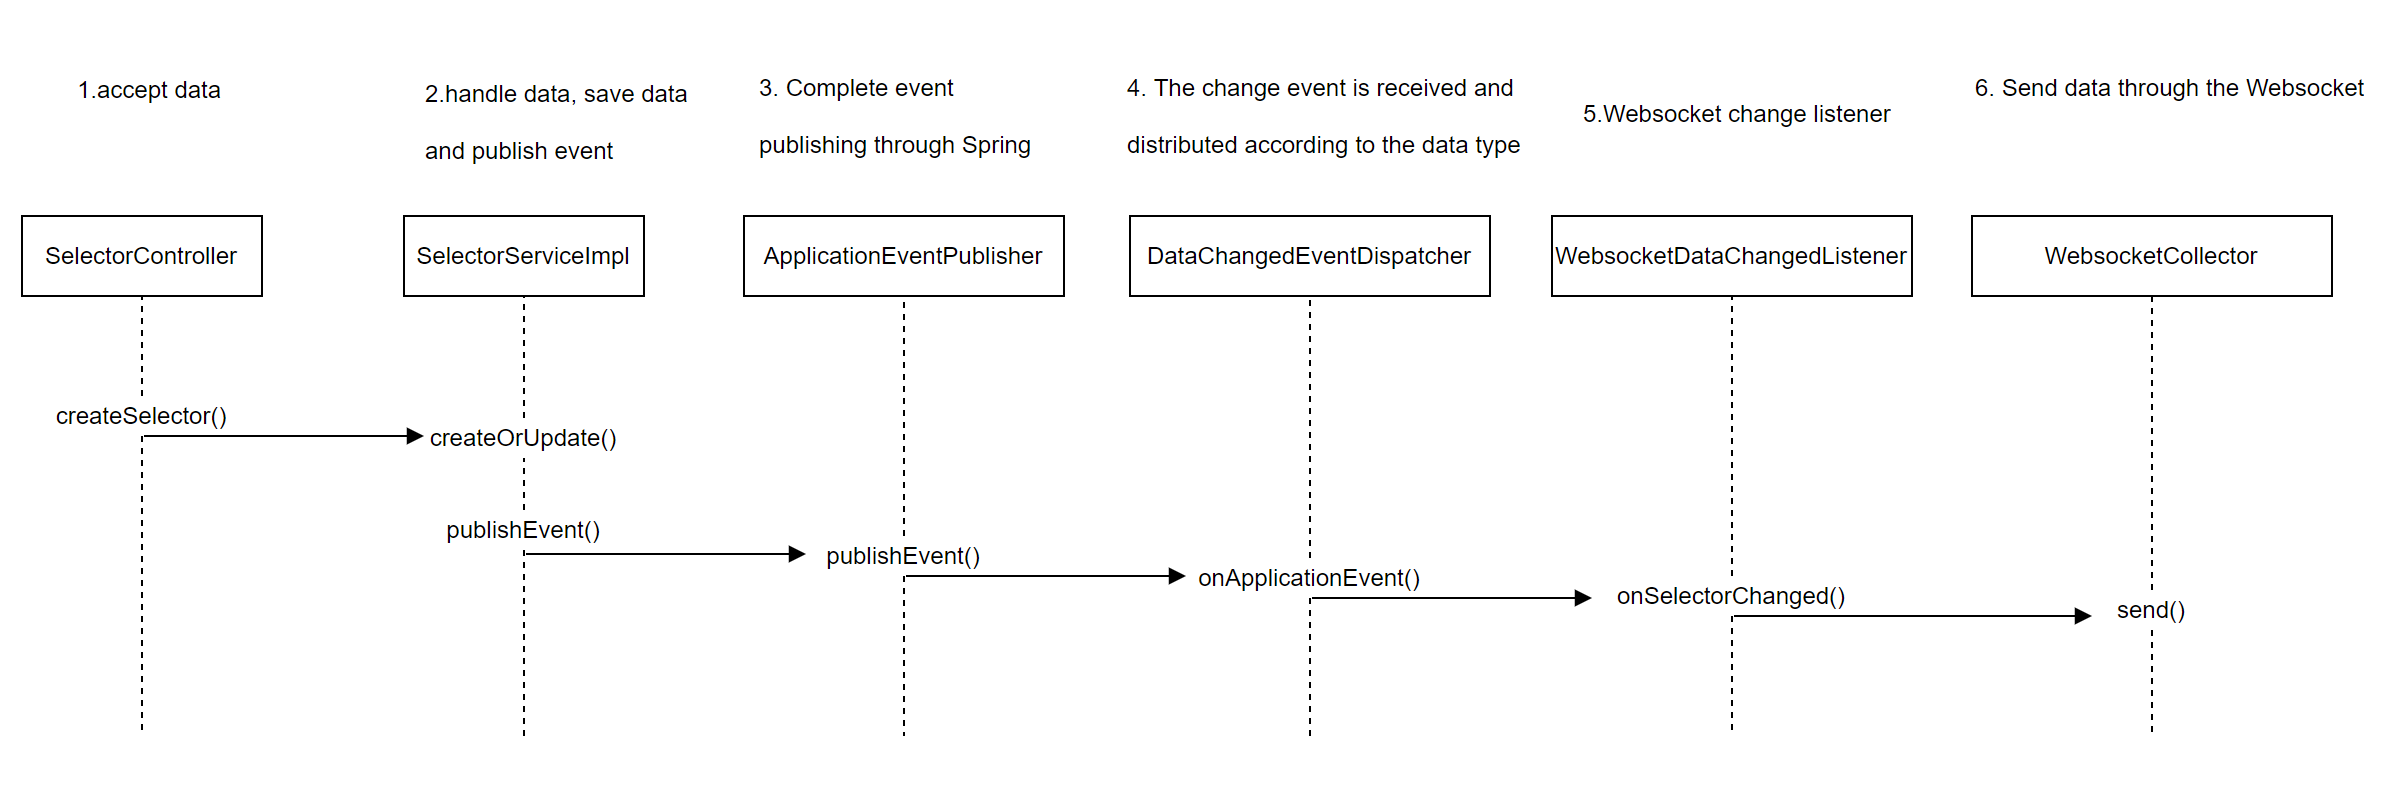 1.accept data
2.handle data, save data
and publish event
3. Complete event
publishing through Spring
4. The change event is received and
distributed according to the data type
5.Websocket change listener
6. Send data through the Websocket
SelectorController
SelectorServiceImpl
ApplicationEventPublisher
DataChangedEventDispatcher
WebsocketDataChangedListener
WebsocketCollector
createSelector()
createOrUpdate()
publishEvent()
publishEvent()
onApplicationEvent()
onSelectorChanged()
send()